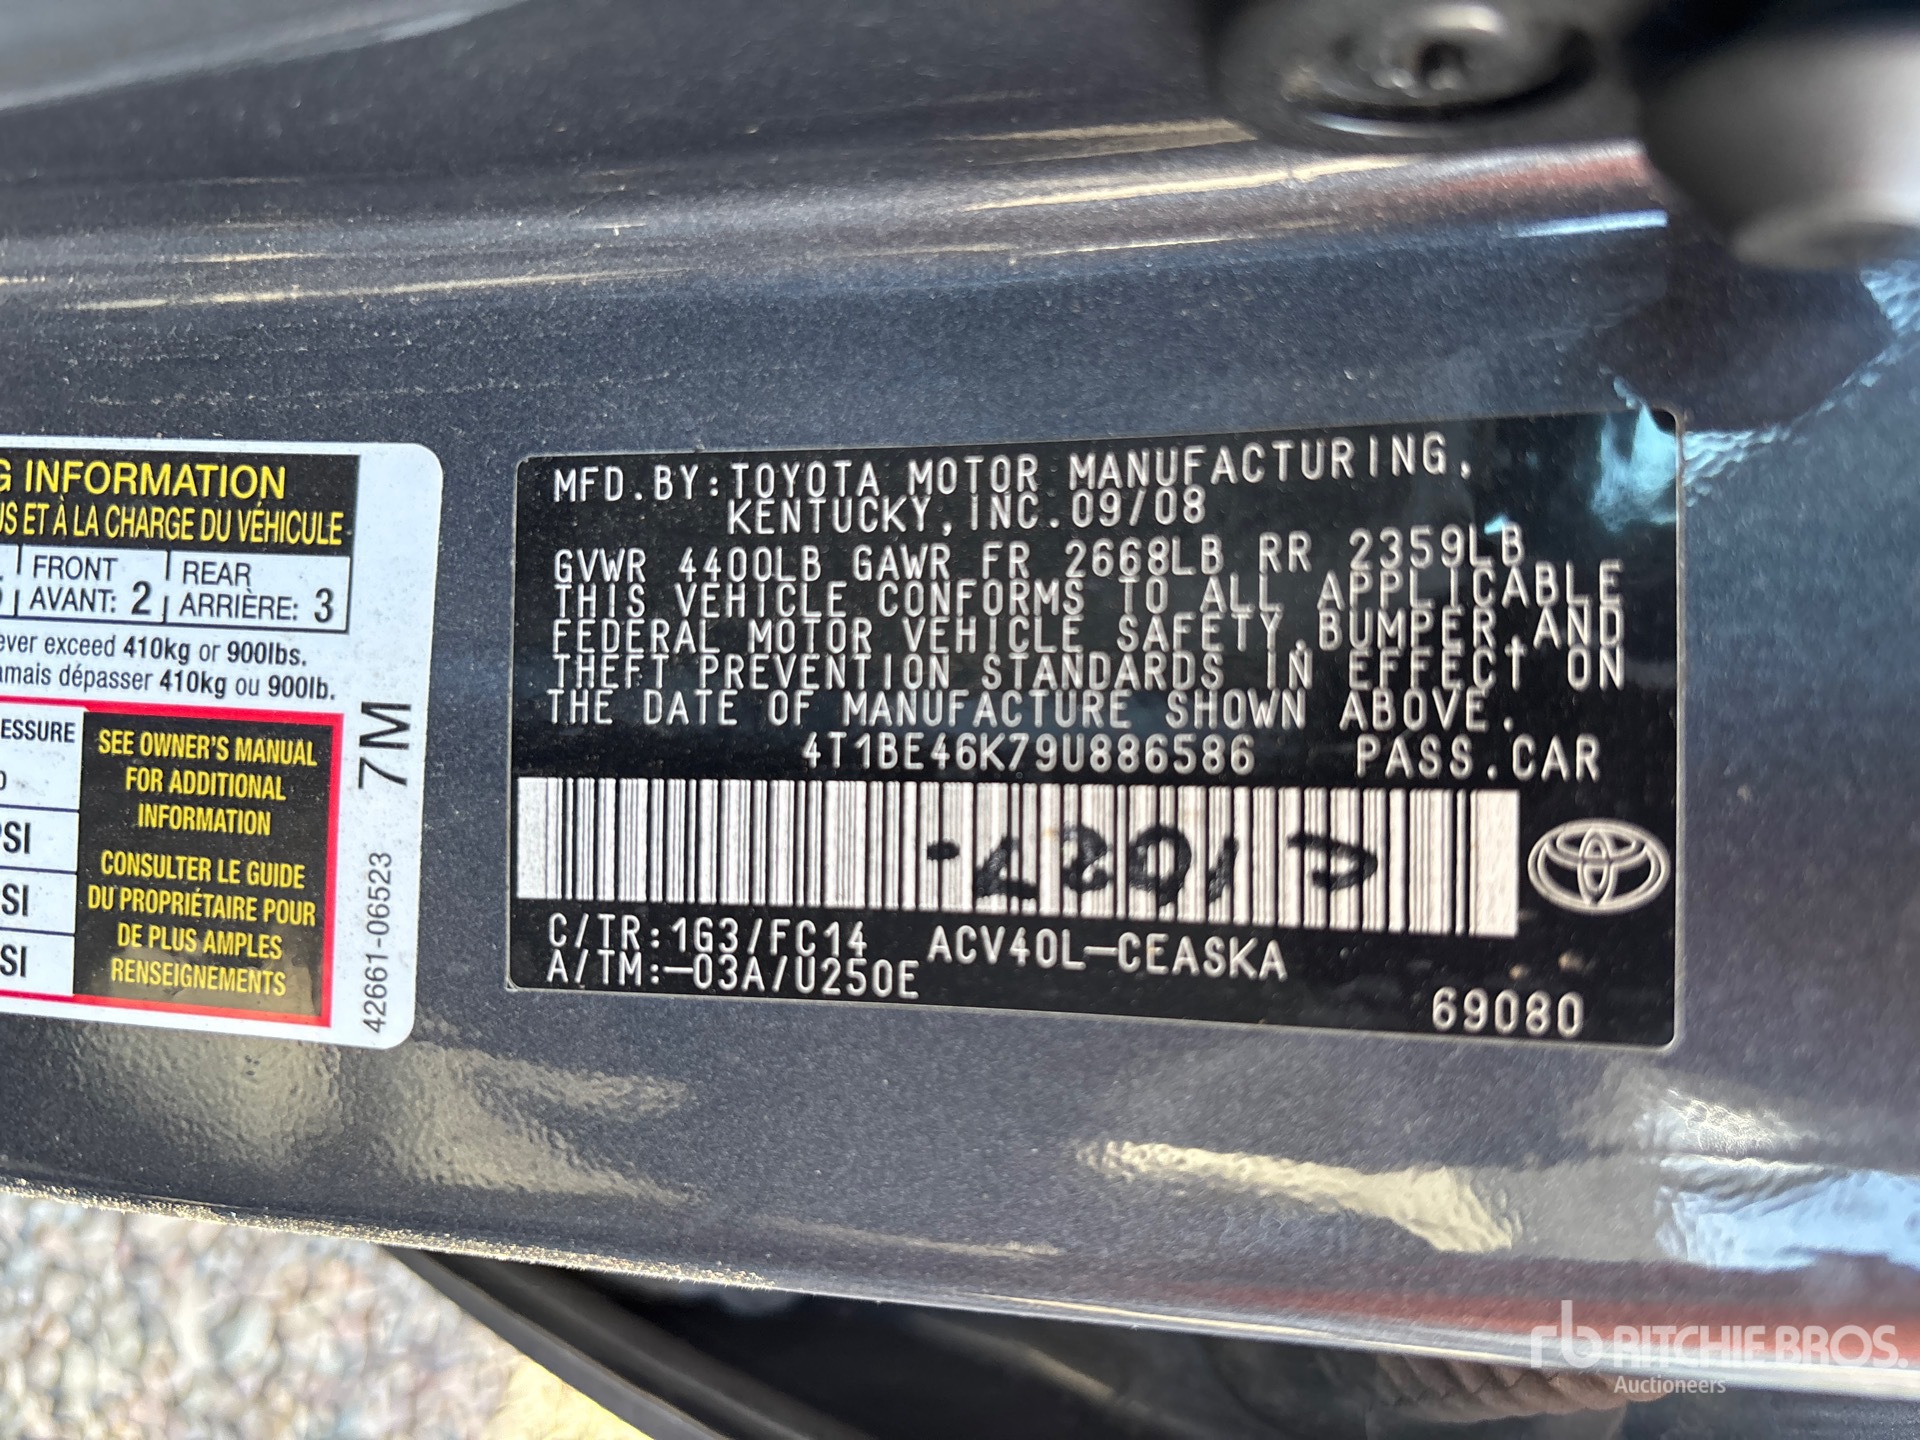 G INFORMATION
US ET À LA CHARGE DU VÉHICULE
FRONT
AVANT: 2
REAR
ARRIÈRE: 3
ever exceed 410kg or 900lbs.
amais dépasser 410kg ou 900lb.
ESSURE
SEE OWNER'S MANUAL
FOR ADDITIONAL
INFORMATION
CONSULTER LE GUIDE
DU PROPRIÉTAIRE POUR
DE PLUS AMPLES
RENSEIGNEMENTS
PSI
SI
SI
7M
42661-06523
MFD.BY:TOYOTA MOTOR MANUFACTURING,
KENTUCKY,INC.09/08
GVWR 4400LB GAWR FR 2668LB RR 2359LB
THIS VEHICLE CONFORMS TO ALL APPLICABLE
FEDERAL MOTOR VEHICLE SAFETY,BUMPER,AND
THEFT PREVENTION STANDARDS IN EFFECT ON
THE DATE OF MANUFACTURE SHOWN ABOVE.
4T1BE46K79U886586 PASS.CAR
C/TR:1G3/FC14 ACV40L-CEASKA
A/TM:-03A/U250E
69080
rb RITCHIE BROS.
Auctioneers